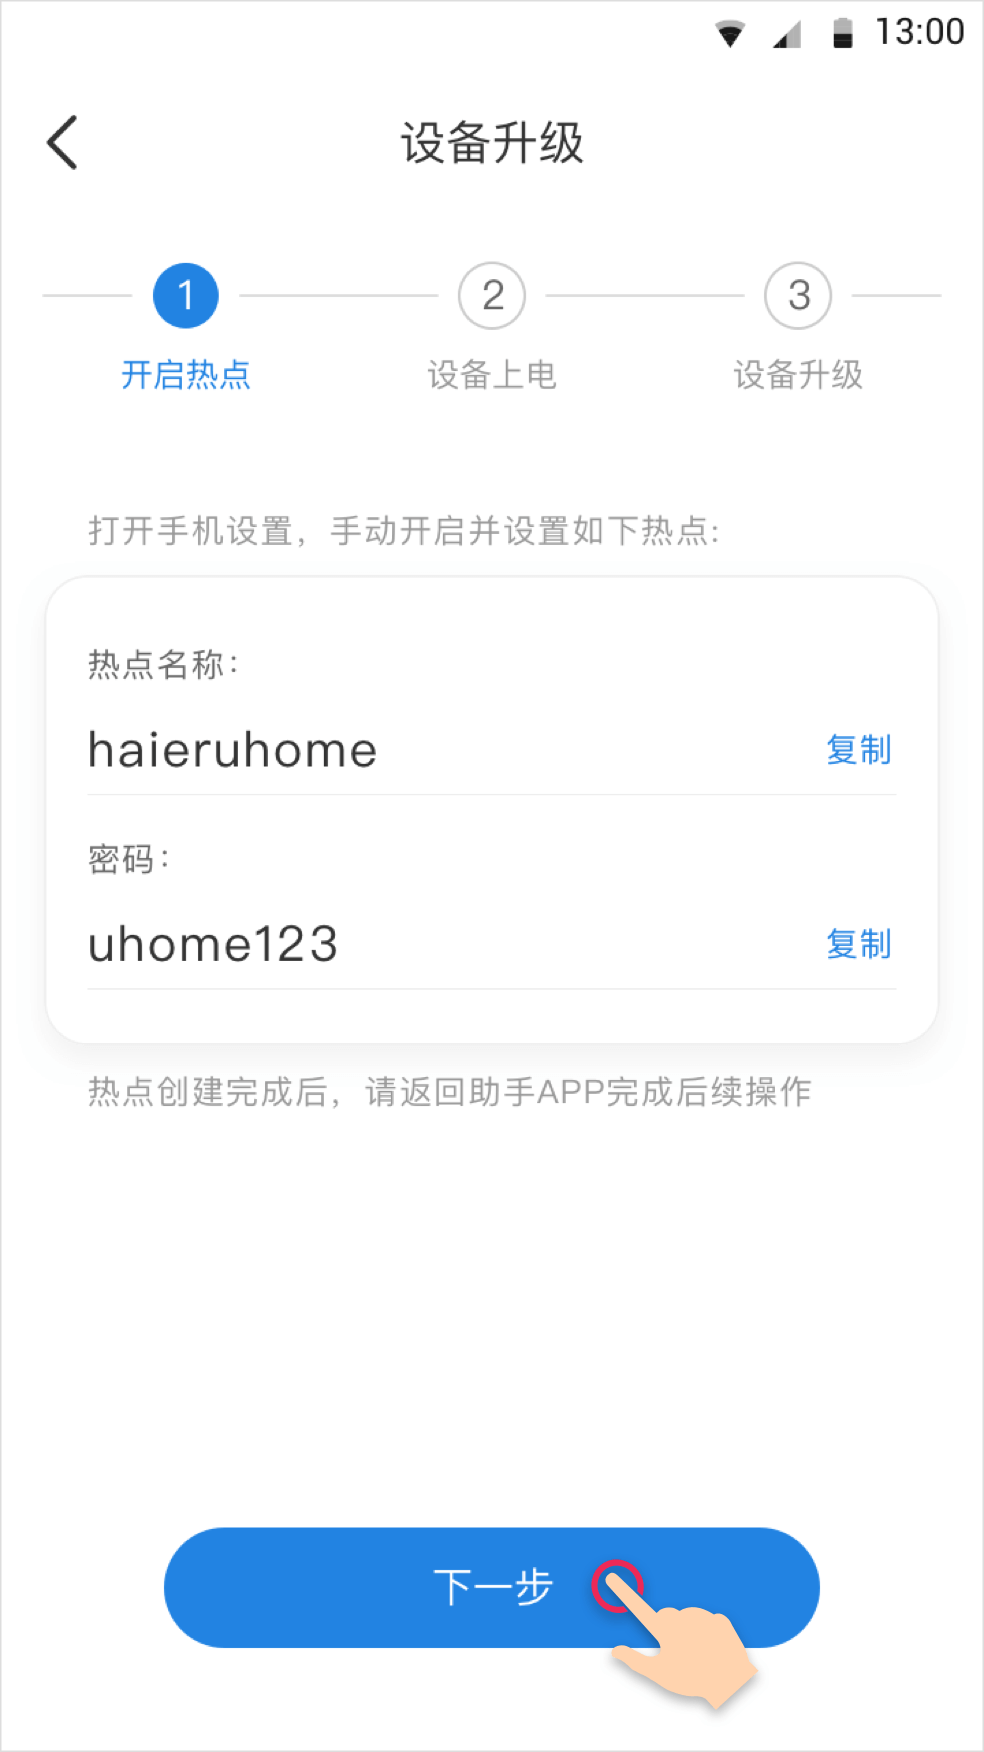 13:00
设备升级
1
2
3
开启热点
设备上电
设备升级
打开手机设置，手动开启并设置如下热点:
热点名称：
haieruhome
复制
密码：
uhome123
复制
热点创建完成后，请返回助手APP完成后续操作
下一步